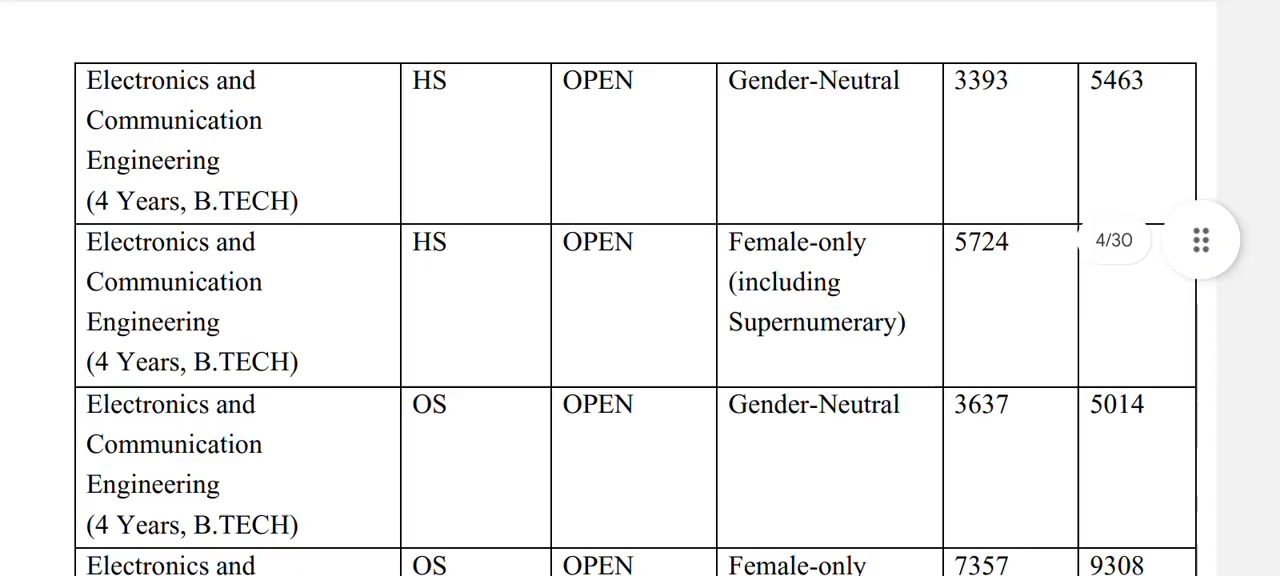 Electronics and HS OPEN Gender-Neutral 3393 5463
Communication
Engineering
(4 Years, B.TECH)
Electronics and HS OPEN Female-only 5724 4/30
Communication (including
Engineering Supernumerary)
(4 Years, B.TECH)
Electronics and OS OPEN Gender-Neutral 3637 5014
Communication
Engineering
(4 Years, B.TECH)
Electronics and OS OPEN Female-only 7357 9308